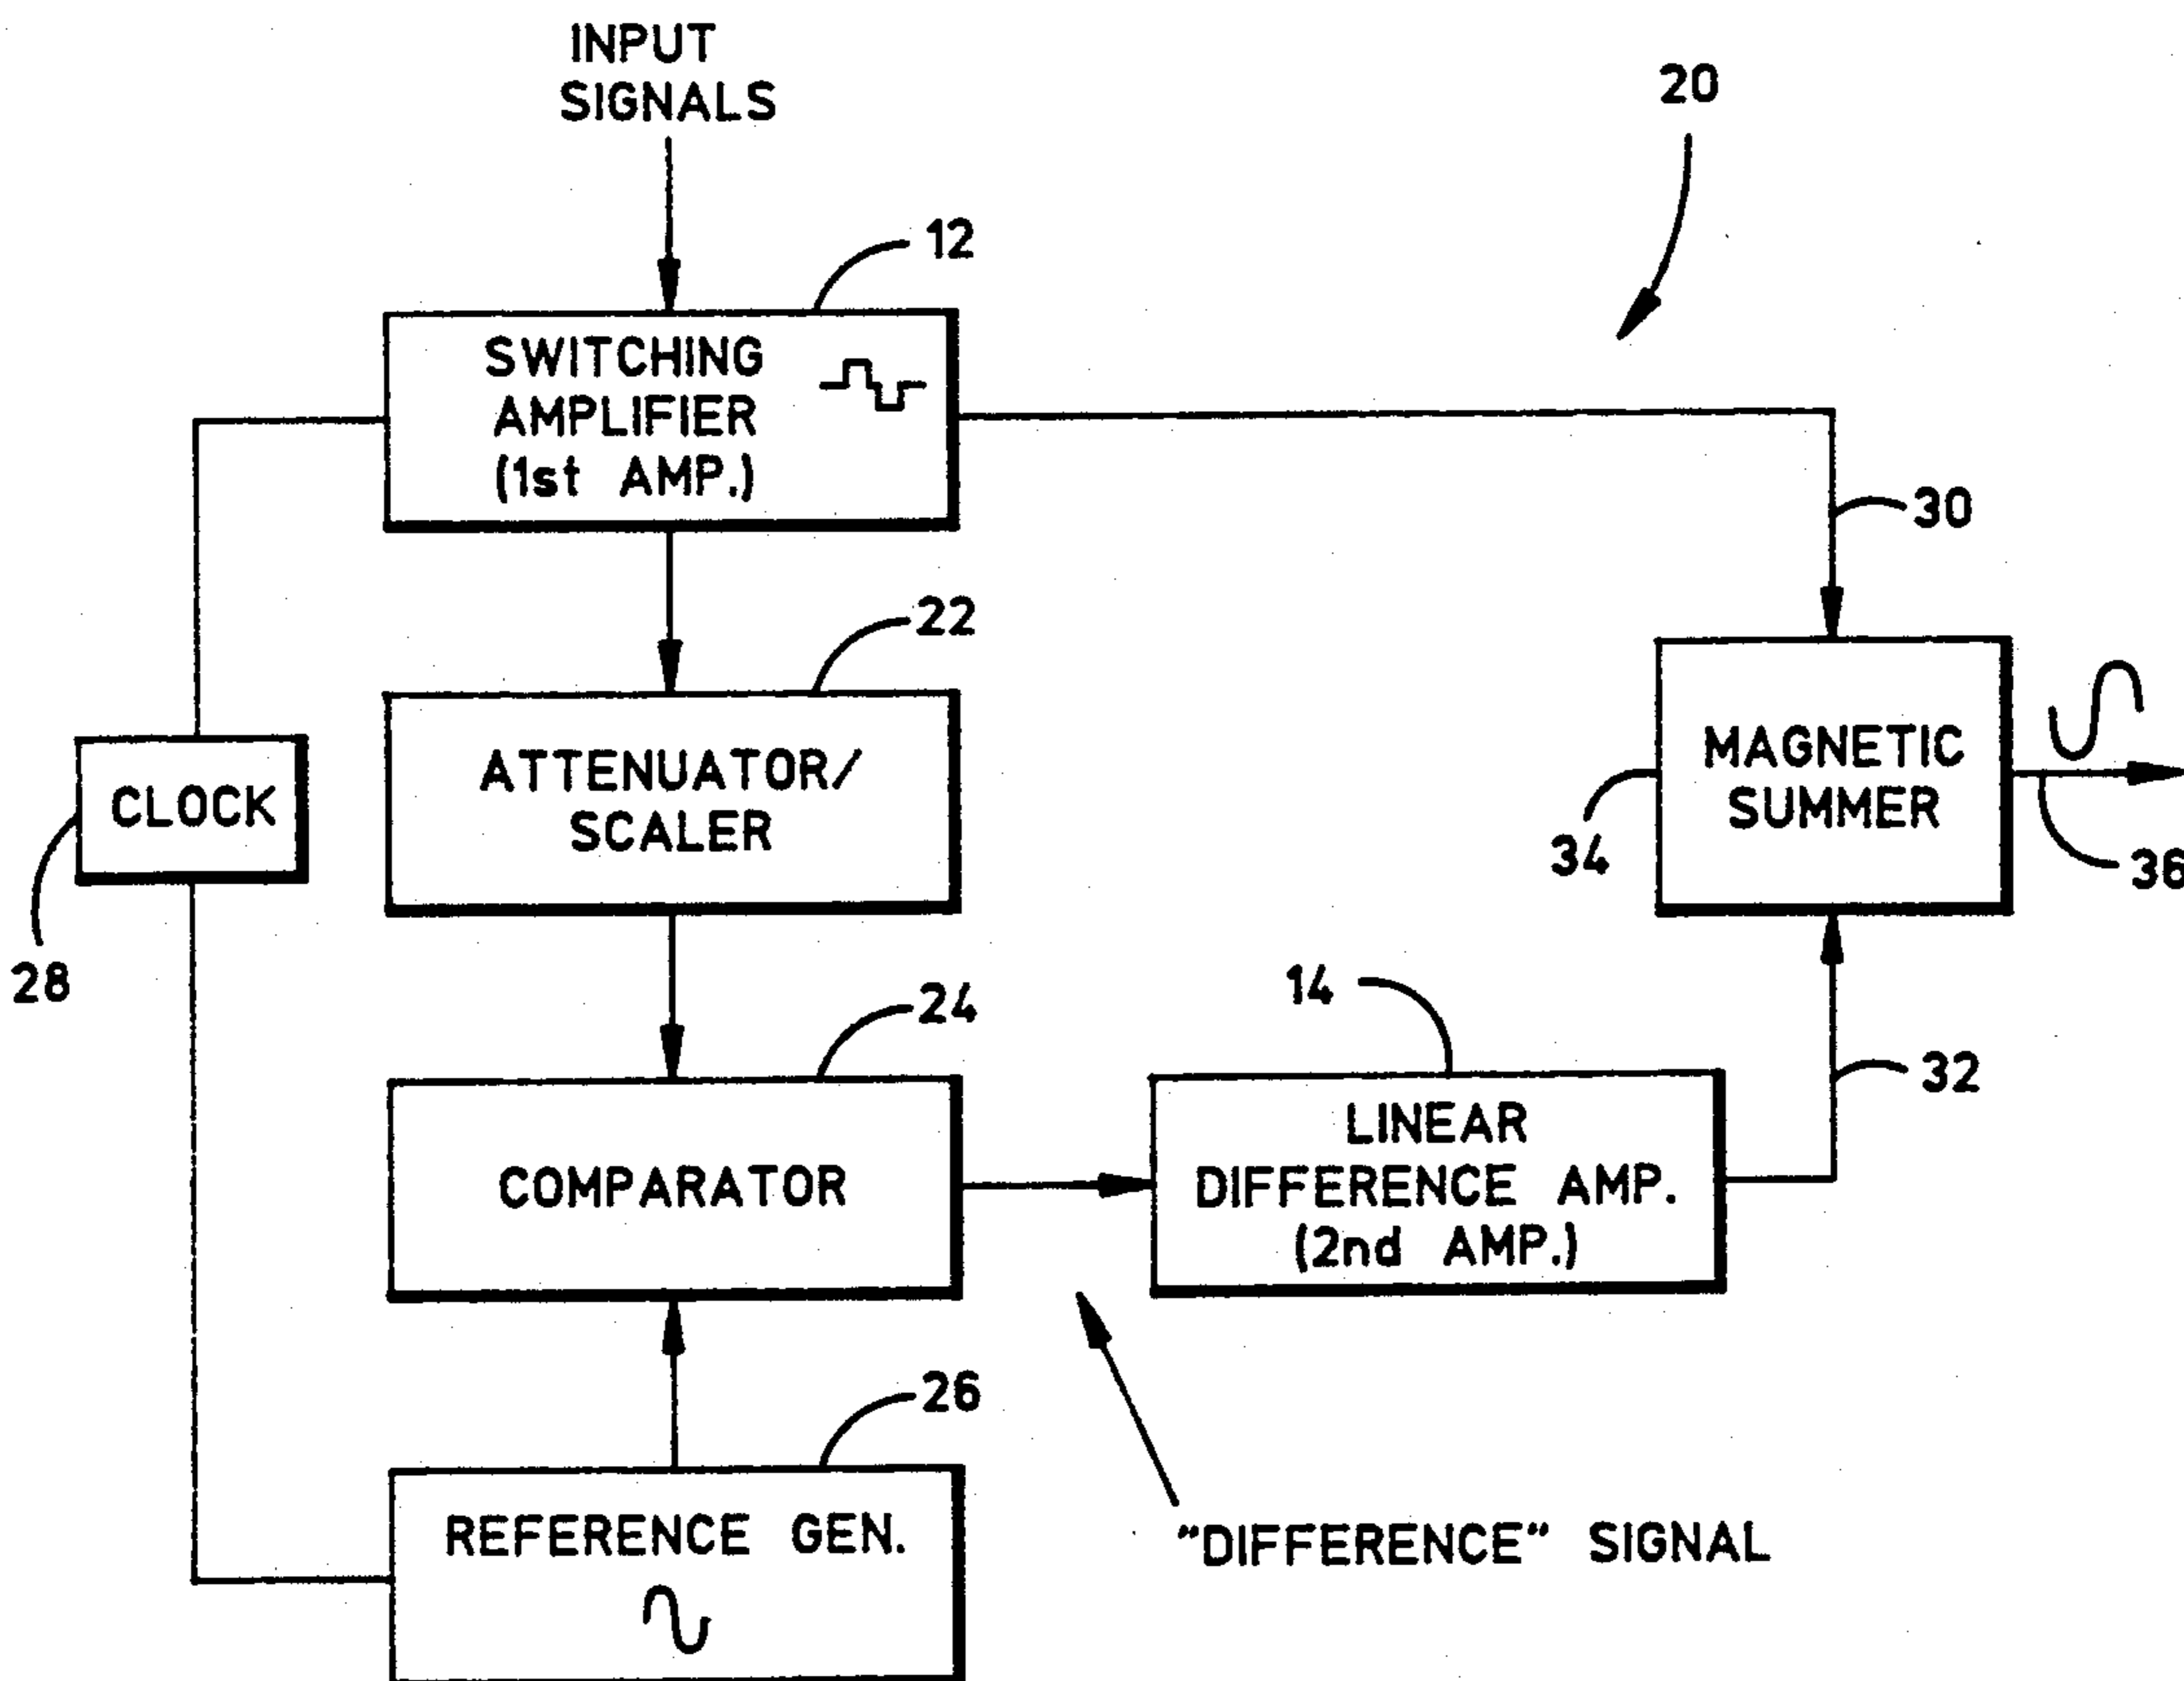 INPUT
SIGNALS
20
12
SWITCHING
AMPLIFIER
(1st AMP.)
30
22
ATTENUATOR/
SCALER
CLOCK
28
MAGNETIC
SUMMER
34
36
24
COMPARATOR
14
LINEAR
DIFFERENCE AMP.
(2nd AMP.)
32
26
REFERENCE GEN.
"DIFFERENCE" SIGNAL